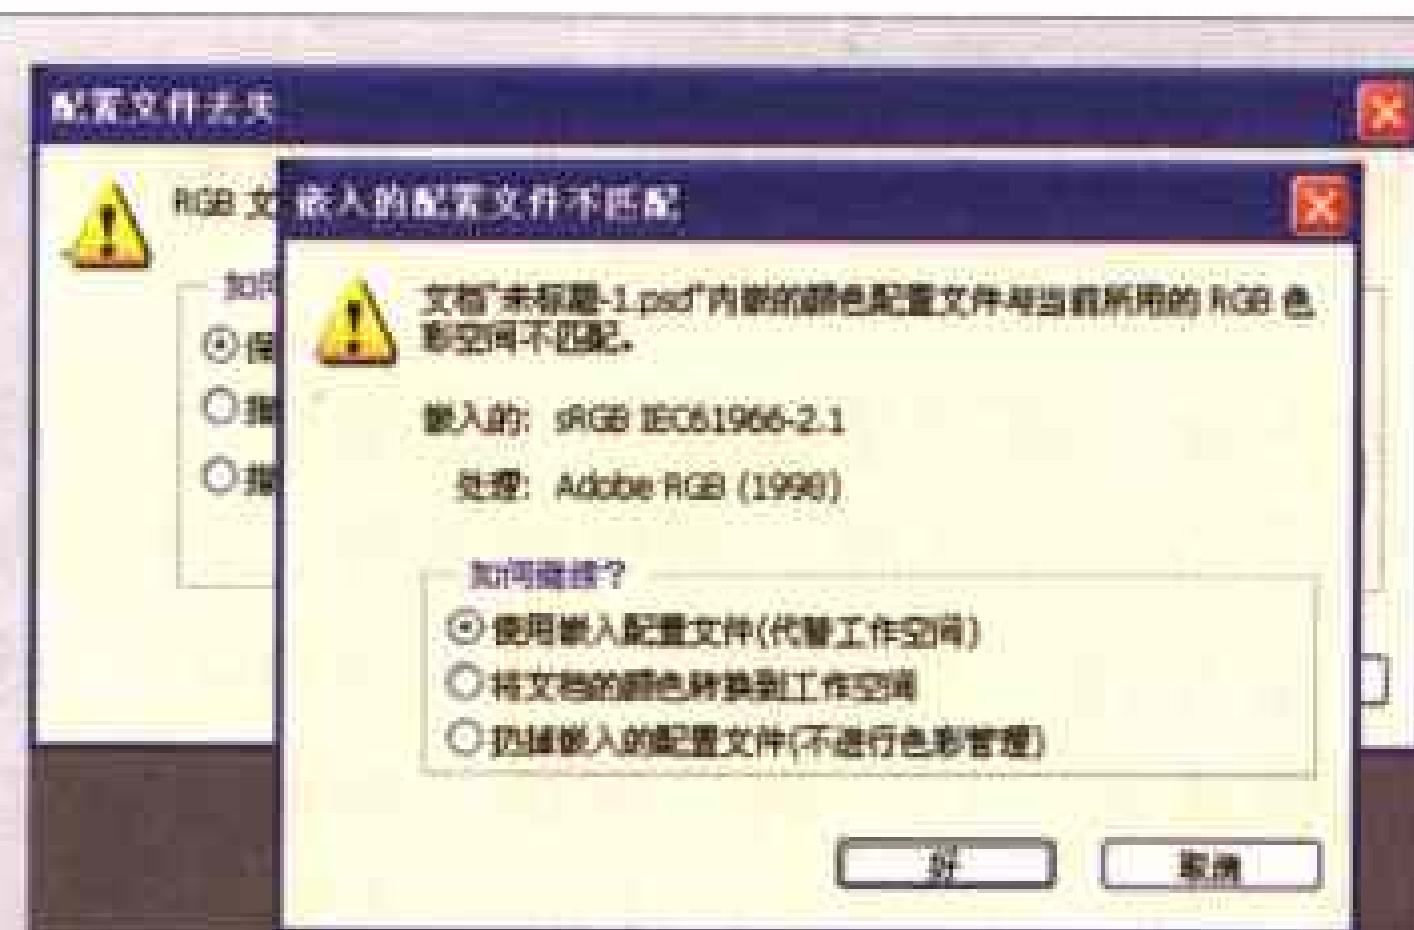 配置文件丢失
RGB 文
嵌入的配置文件不匹配
如何
文档"未标题-1.psd"内嵌的颜色配置文件与当前所用的 RGB 色
彩空间不匹配。
保
嵌入的: sRGB IEC61966-2.1
处理: Adobe RGB (1998)
如何继续?
使用嵌入配置文件(代替工作空间)
将文档的颜色转换到工作空间
扔掉嵌入的配置文件(不进行色彩管理)
好
取消